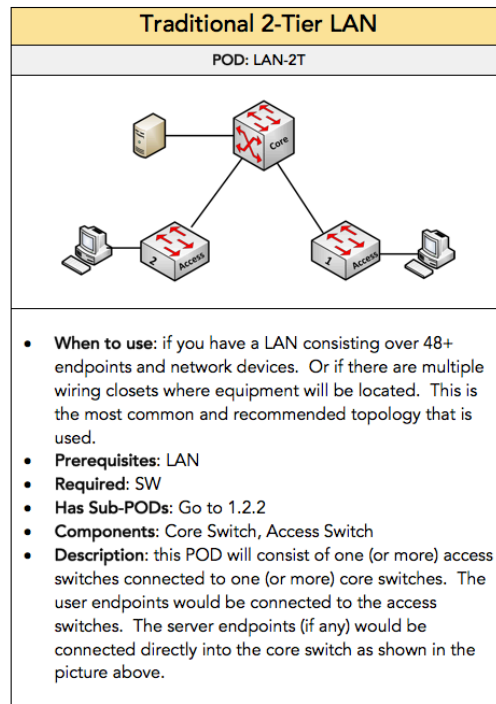 Traditional 2-Tier LAN
POD: LAN-2T
Core
2 Access
1 Access
• When to use: if you have a LAN consisting over 48+
endpoints and network devices. Or if there are multiple
wiring closets where equipment will be located. This is
the most common and recommended topology that is
used.
• Prerequisites: LAN
• Required: SW
• Has Sub-PODs: Go to 1.2.2
• Components: Core Switch, Access Switch
• Description: this POD will consist of one (or more) access
switches connected to one (or more) core switches. The
user endpoints would be connected to the access
switches. The server endpoints (if any) would be
connected directly into the core switch as shown in the
picture above.